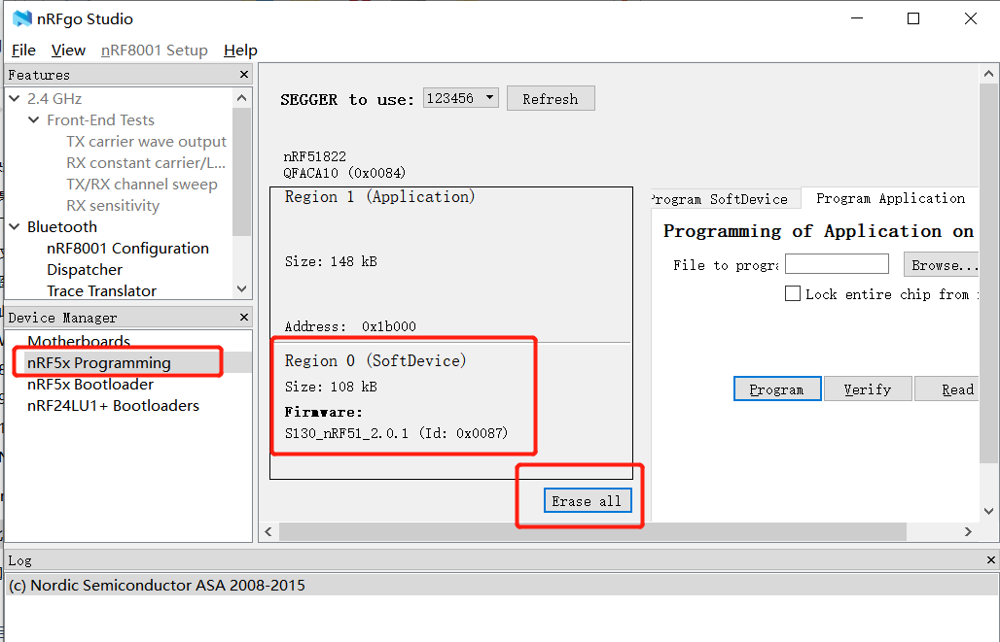 nRFgo Studio
File View nRF8001 Setup Help
Features
2.4 GHz
Front-End Tests
TX carrier wave output
RX constant carrier/L...
TX/RX channel sweep
RX sensitivity
Bluetooth
nRF8001 Configuration
Dispatcher
Trace Translator
Device Manager
Motherboards
nRF5x Programming
nRF5x Bootloader
nRF24LU1+ Bootloaders
SEGGER to use: 123456 Refresh
nRF51822
QFACA10 (0x0084)
Region 1 (Application)
Size: 148 kB
Address: 0x1b000
Region 0 (SoftDevice)
Size: 108 kB
Firmware:
S130_nRF51_2.0.1 (Id: 0x0087)
Erase all
rogram SoftDevice Program Application
Programming of Application on
File to progra Browse...
Lock entire chip from
Program Verify Read
Log
(c) Nordic Semiconductor ASA 2008-2015